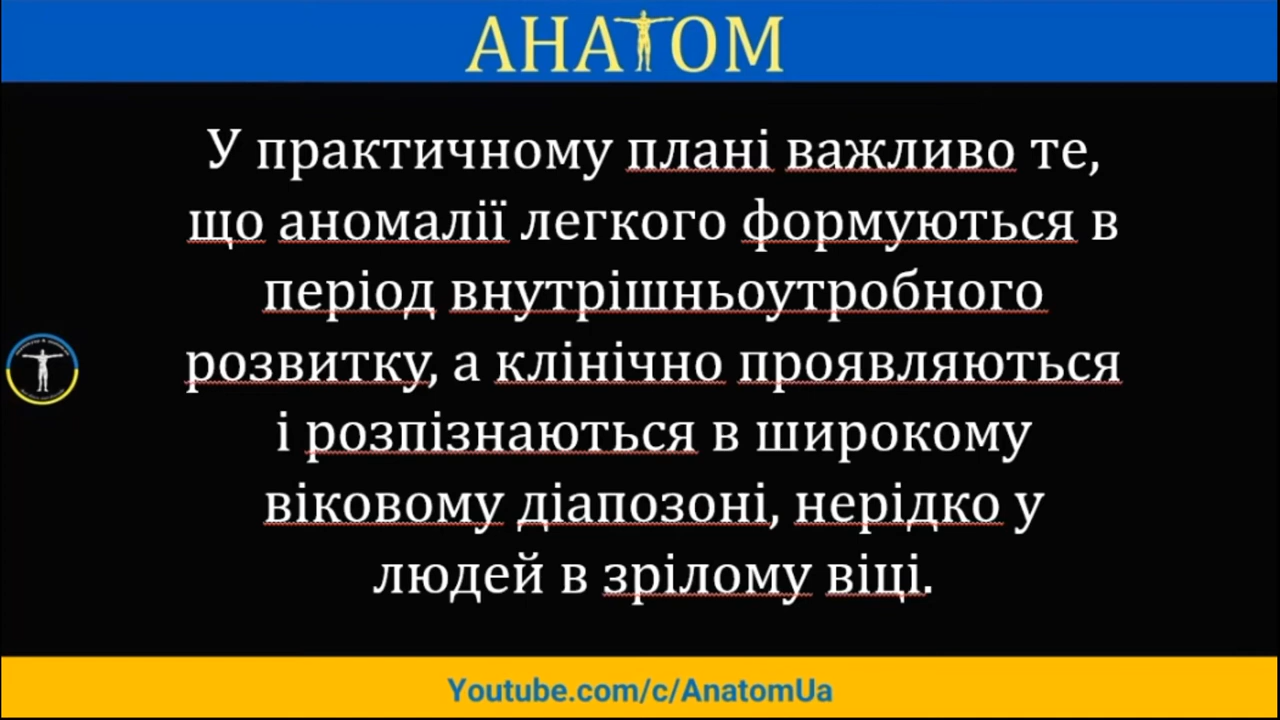 АНАТОМ
У практичному плані важливо те,
що аномалії легкого формуються в
період внутрішньоутробного
розвитку, а клінічно проявляються
і розпізнаються в широкому
віковому діапозоні, нерідко у
людей в зрілому віці.
Youtube.com/c/AnatomUa